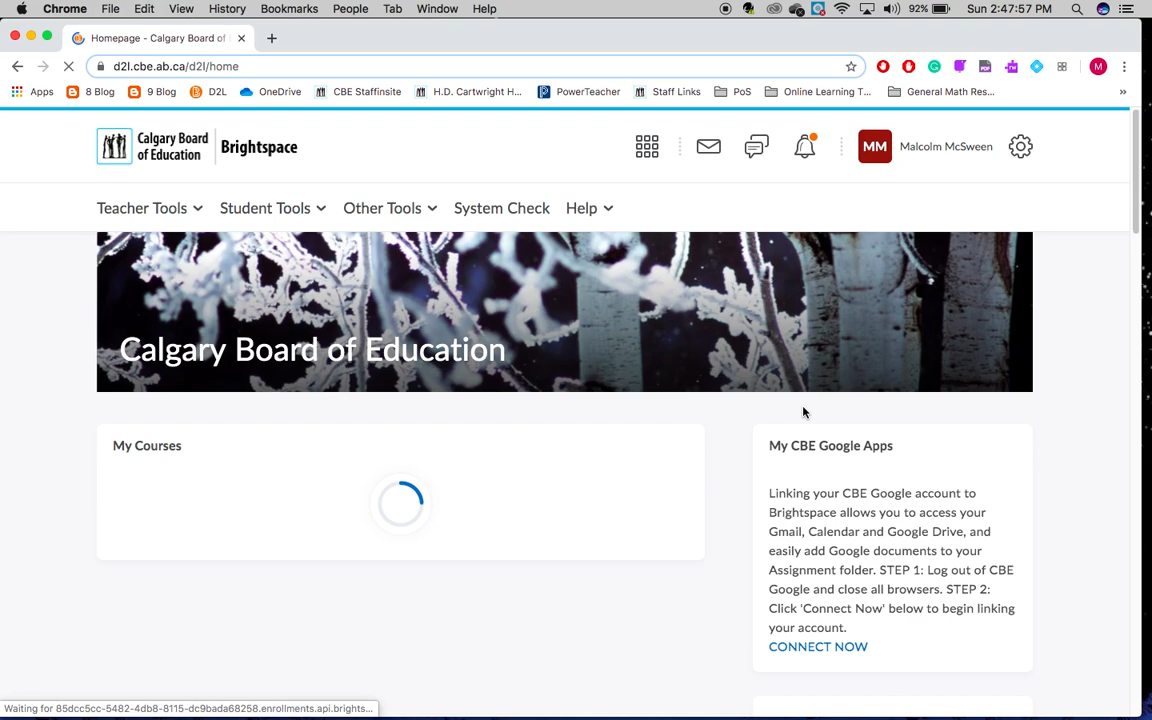 Chrome File Edit View History Bookmarks People Tab Window Help 92% Sun 2:47:57 PM
Homepage - Calgary Board of
d2l.cbe.ab.ca/d2l/home M
Apps 8 Blog 9 Blog D2L OneDrive CBE Staffinsite H.D. Cartwright H... PowerTeacher Staff Links PoS Online Learning T... General Math Res... »
Calgary Board of Education Brightspace MM Malcolm McSween
Teacher Tools Student Tools Other Tools System Check Help
Calgary Board of Education
My Courses
My CBE Google Apps
Linking your CBE Google account to
Brightspace allows you to access your
Gmail, Calendar and Google Drive, and
easily add Google documents to your
Assignment folder. STEP 1: Log out of CBE
Google and close all browsers. STEP 2:
Click 'Connect Now' below to begin linking
your account.
CONNECT NOW
Waiting for 85dcc5cc-5482-4db8-8115-dc9bada68258.enrollments.api.brights...